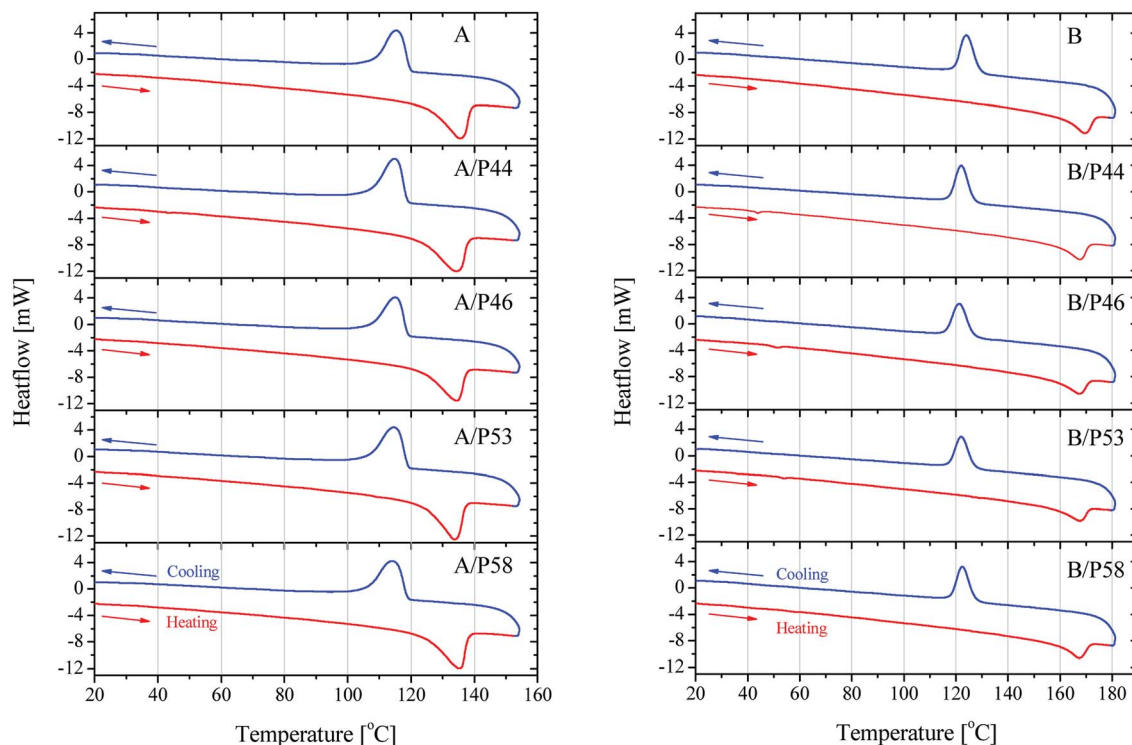 A
4
0
-4
-8
-12
A/P44
4
0
-4
-8
-12
A/P46
4
0
-4
-8
-12
A/P53
4
0
-4
-8
-12
A/P58
Cooling
Heating
4
0
-4
-8
-12
20 40 60 80 100 120 140 160
Temperature [°C]
Heatflow [mW]
B
4
0
-4
-8
-12
B/P44
4
0
-4
-8
-12
B/P46
4
0
-4
-8
-12
B/P53
4
0
-4
-8
-12
B/P58
Cooling
Heating
4
0
-4
-8
-12
20 40 60 80 100 120 140 160 180
Temperature [°C]
Heatflow [mW]